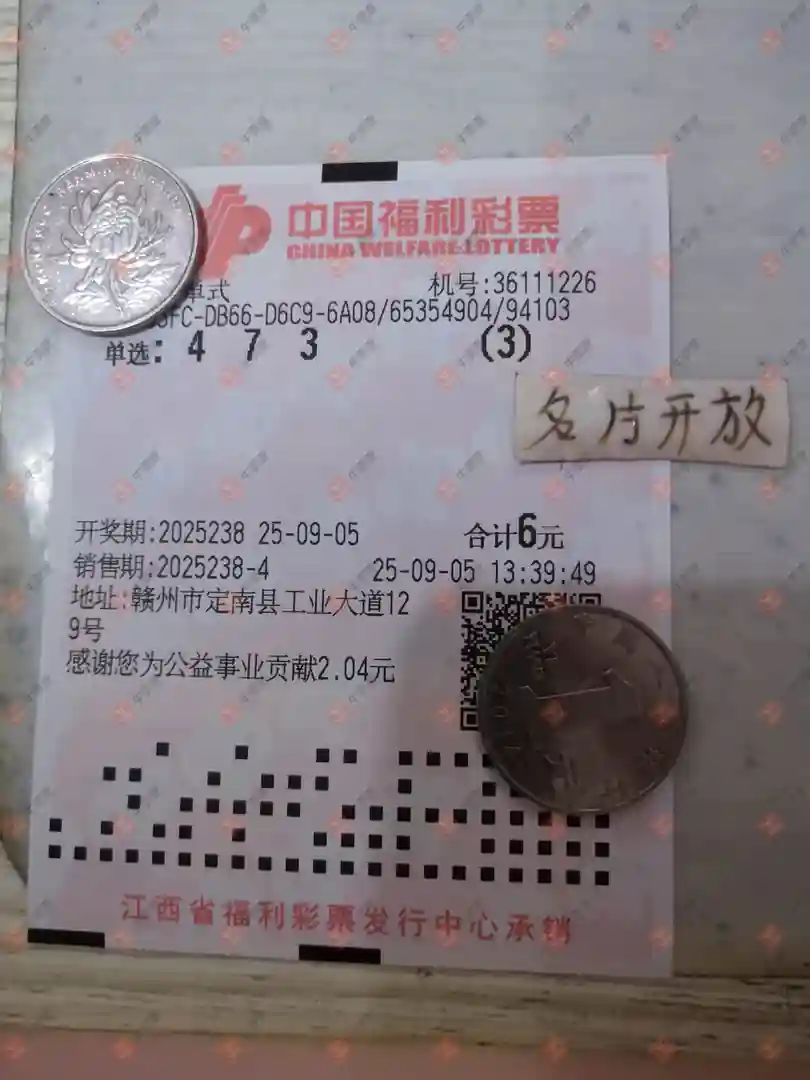 中国福利彩票
CHINA WELFARE LOTTERY
单式 机号:36111226
FC-DB66-D6C9-6A08/65354904/94103
单选: 4 7 3 (3)
名片开放
开奖期:2025238 25-09-05 合计6元
销售期:2025238-4 25-09-05 13:39:49
地址:赣州市定南县工业大道12
9号
感谢您为公益事业贡献2.04元
江西省福利彩票发行中心承销